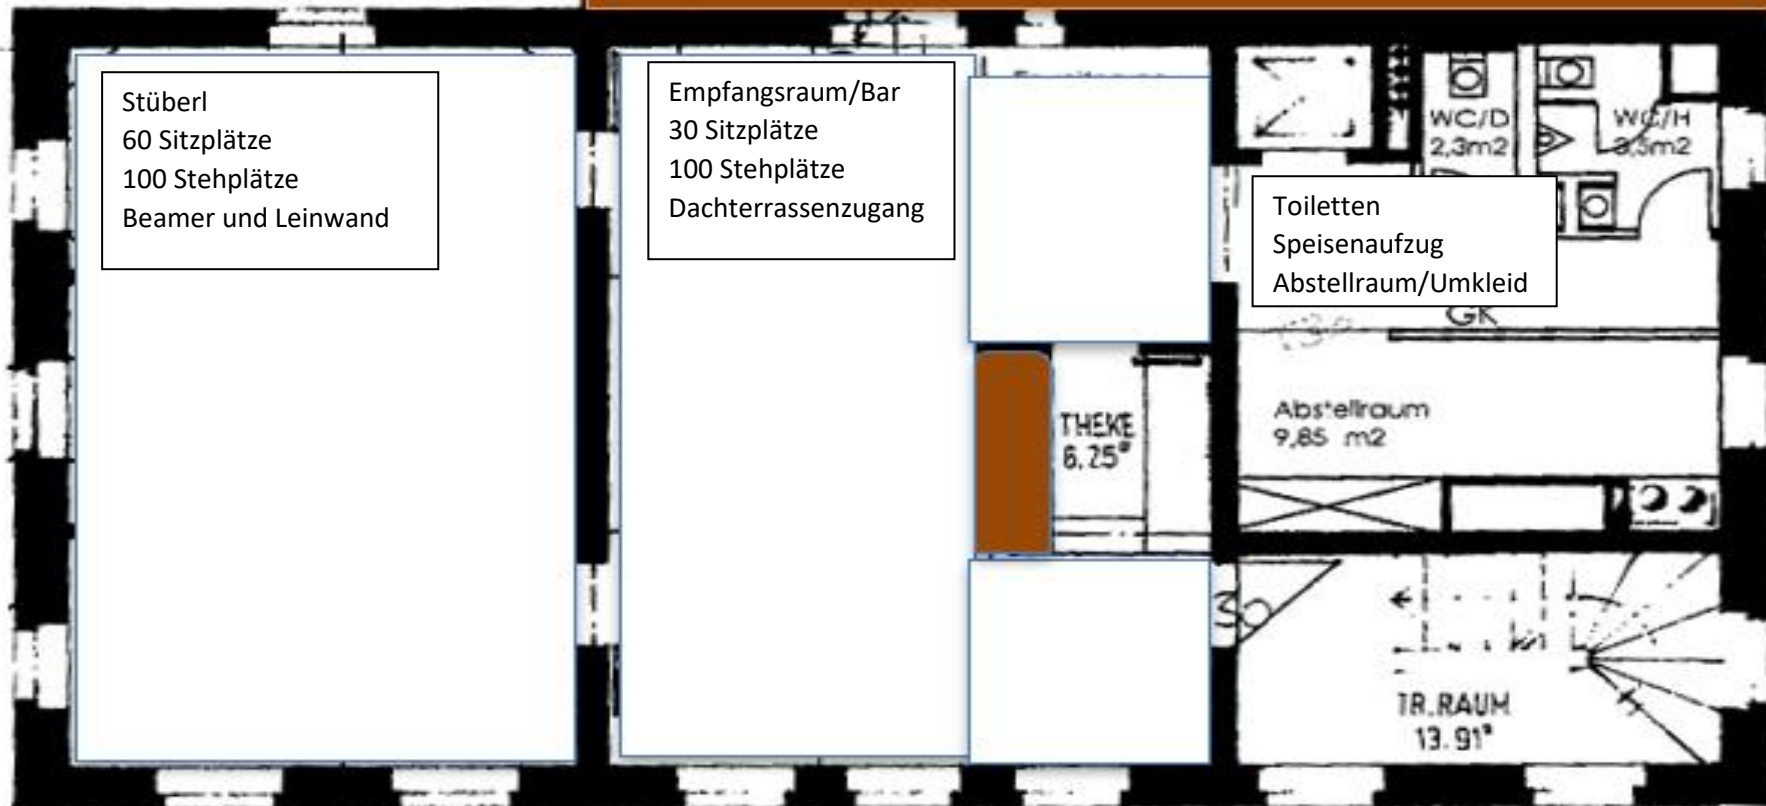 Stüberl
60 Sitzplätze
100 Stehplätze
Beamer und Leinwand
Empfangsraum/Bar
30 Sitzplätze
100 Stehplätze
Dachterrassenzugang
WC/D
2,3m2
WC/H
3,5m2
Toiletten
Speisenaufzug
Abstellraum/Umkleid
GK
THEKE
6.25
Abstellraum
9,85 m2
TR.RAUM
13.91